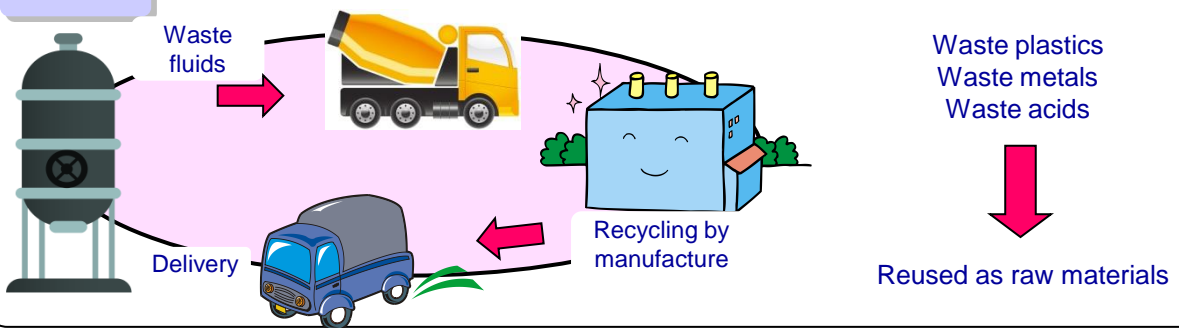 Waste
fluids
Waste plastics
Waste metals
Waste acids
Recycling by
manufacture
Delivery
Reused as raw materials